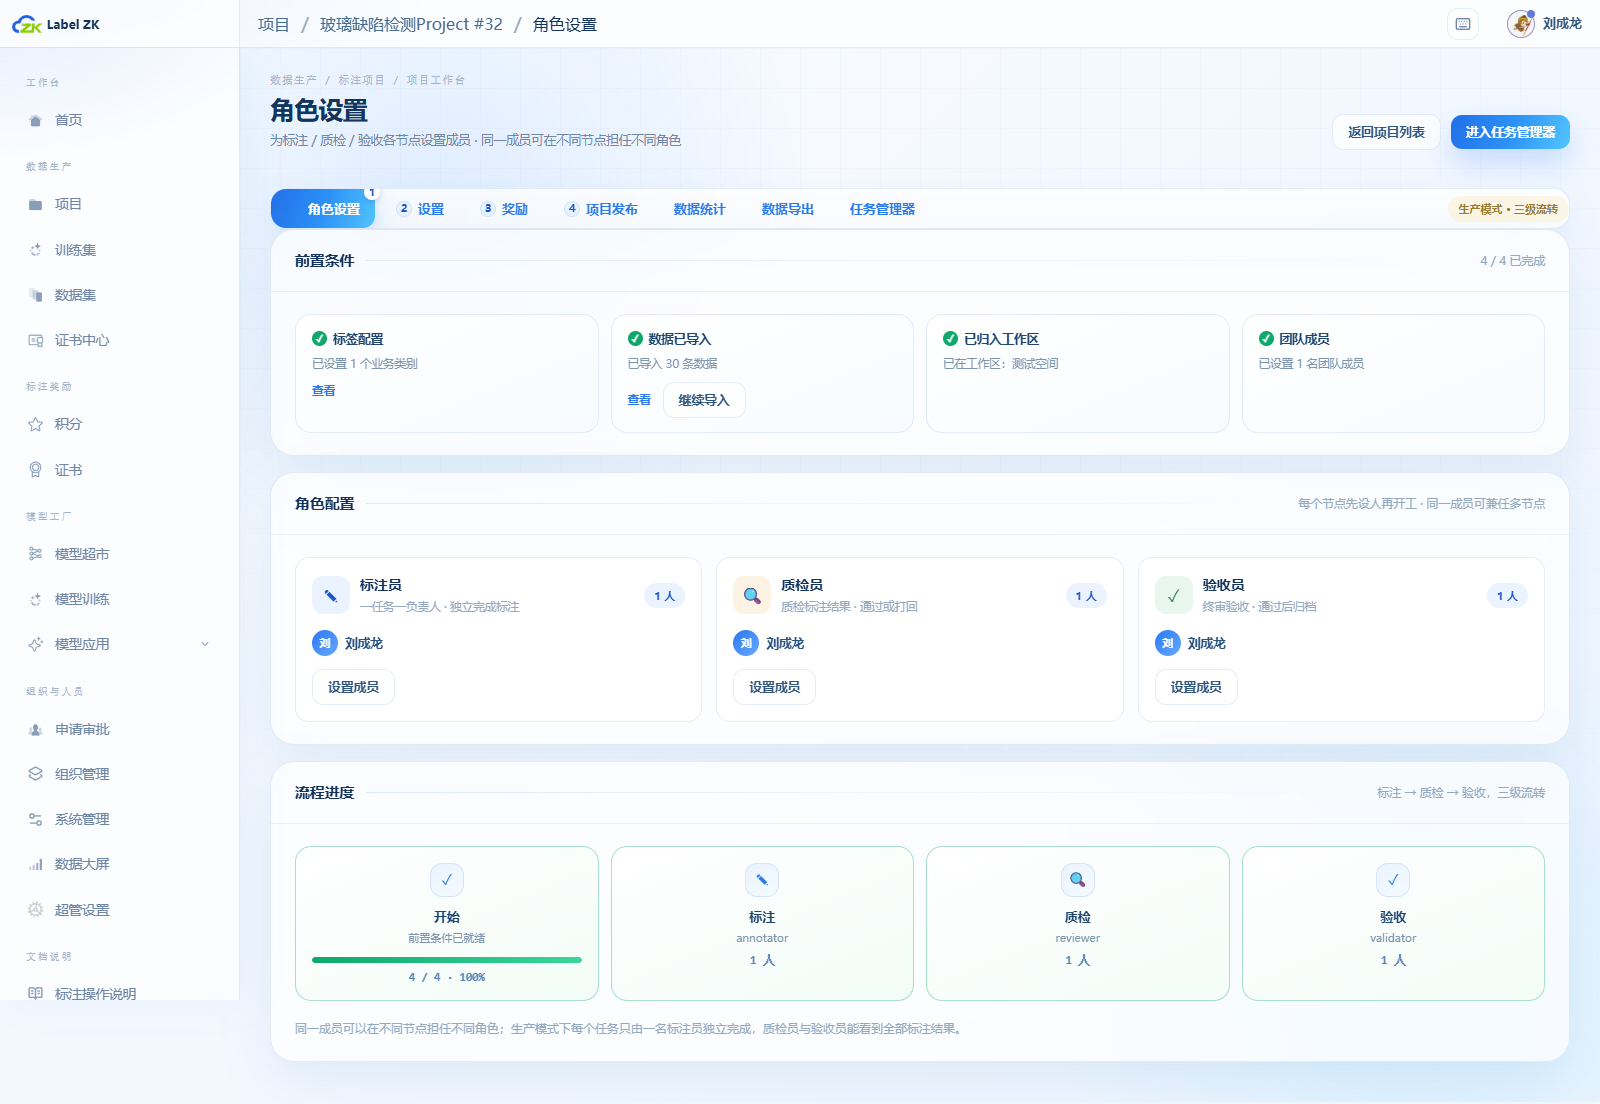 ZK Label ZK
项目 / 玻璃缺陷检测Project #32 / 角色设置
刘成龙
工作台
首页
数据生产
项目
训练集
数据集
证书中心
标注奖励
积分
证书
模型工厂
模型超市
模型训练
模型应用
组织与人员
申请审批
组织管理
系统管理
数据大屏
超管设置
文档说明
标注操作说明
数据生产 / 标注项目 / 项目工作台
角色设置
为标注 / 质检 / 验收各节点设置成员 · 同一成员可在不同节点担任不同角色
返回项目列表
进入任务管理器
角色设置 1
2 设置
3 奖励
4 项目发布
数据统计
数据导出
任务管理器
生产模式 • 三级流转
前置条件
4 / 4 已完成
标签配置
已设置 1 个业务类别
查看
数据已导入
已导入 30 条数据
查看 继续导入
已归入工作区
已在工作区：测试空间
团队成员
已设置 1 名团队成员
角色配置
每个节点先设人再开工 · 同一成员可兼任多节点
标注员
一任务一负责人 · 独立完成标注
1 人
刘 刘成龙
设置成员
质检员
质检标注结果 · 通过或打回
1 人
刘 刘成龙
设置成员
验收员
终审验收 · 通过后归档
1 人
刘 刘成龙
设置成员
流程进度
标注 → 质检 → 验收，三级流转
开始
前置条件已就绪
4 / 4 · 100%
标注
annotator
1 人
质检
reviewer
1 人
验收
validator
1 人
同一成员可以在不同节点担任不同角色；生产模式下每个任务只由一名标注员独立完成，质检员与验收员能看到全部标注结果。